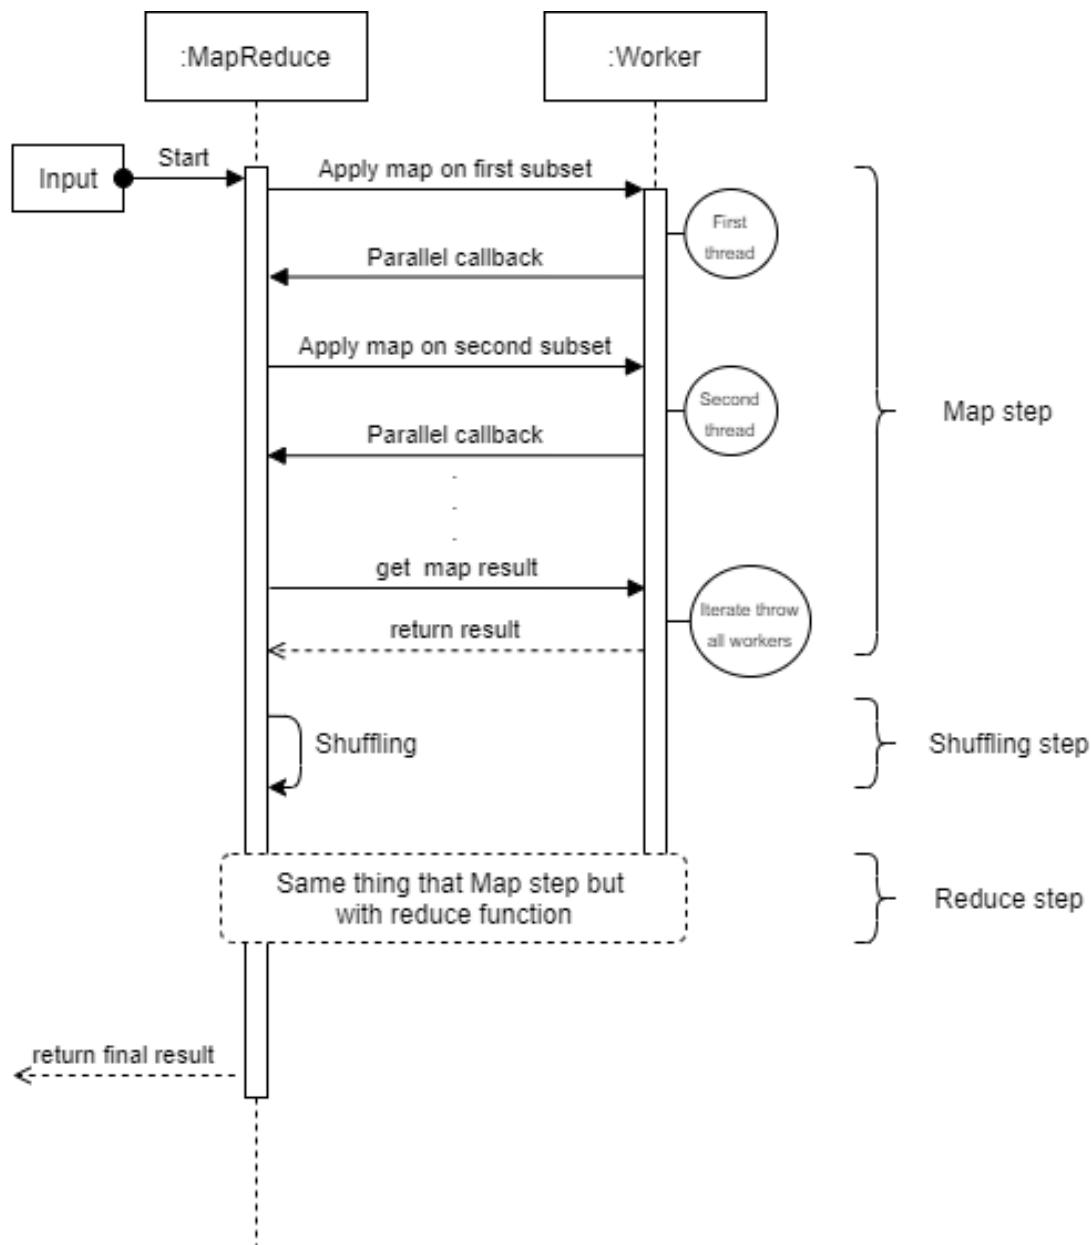 :MapReduce
:Worker
Input
Start
Apply map on first subset
First
thread
Parallel callback
Apply map on second subset
Second
thread
Map step
Parallel callback
.
.
.
get map result
Iterate throw
all workers
return result
Shuffling
Shuffling step
Same thing that Map step but
with reduce function
Reduce step
return final result